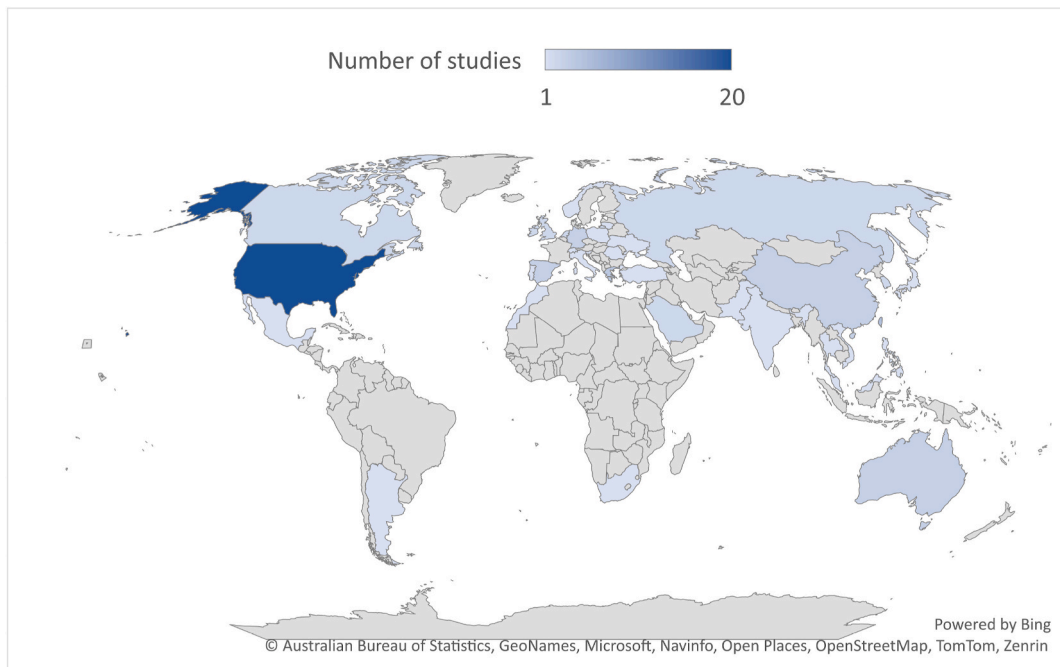 Number of studies
1 20
Powered by Bing
© Australian Bureau of Statistics, GeoNames, Microsoft, Navinfo, Open Places, OpenStreetMap, TomTom, Zenrin